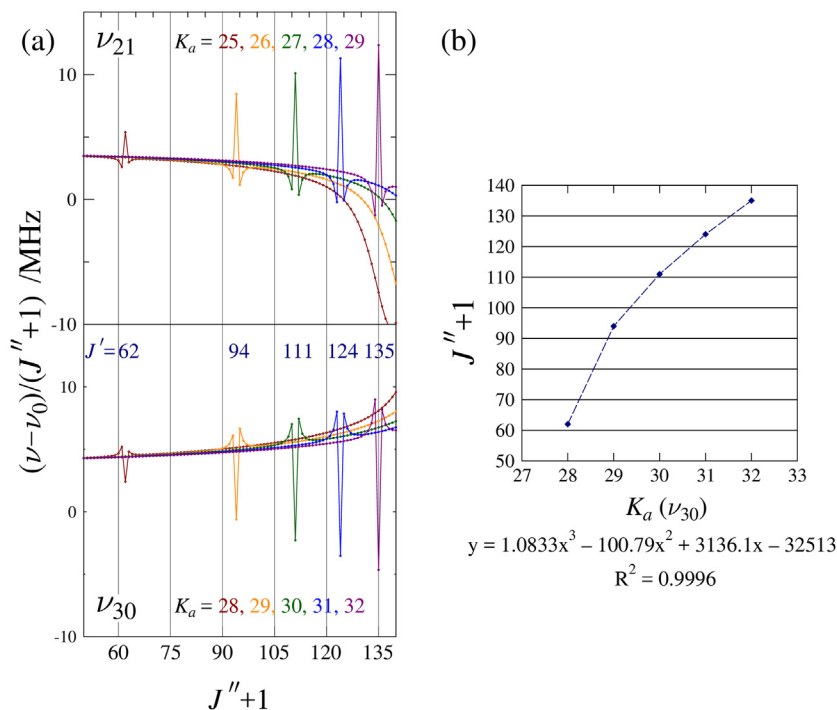 (a)
ν21
Ka = 25, 26, 27, 28, 29
10
0
-10
J′=62 94 111 124 135
10
0
-10
ν30
Ka = 28, 29, 30, 31, 32
60 75 90 105 120 135
J″+1
(ν−ν0)/(J″+1) /MHz
(b)
140
130
120
110
100
90
80
70
60
50
27 28 29 30 31 32 33
J″+1
Ka (ν30)
y = 1.0833x³ − 100.79x² + 3136.1x − 32513
R² = 0.9996